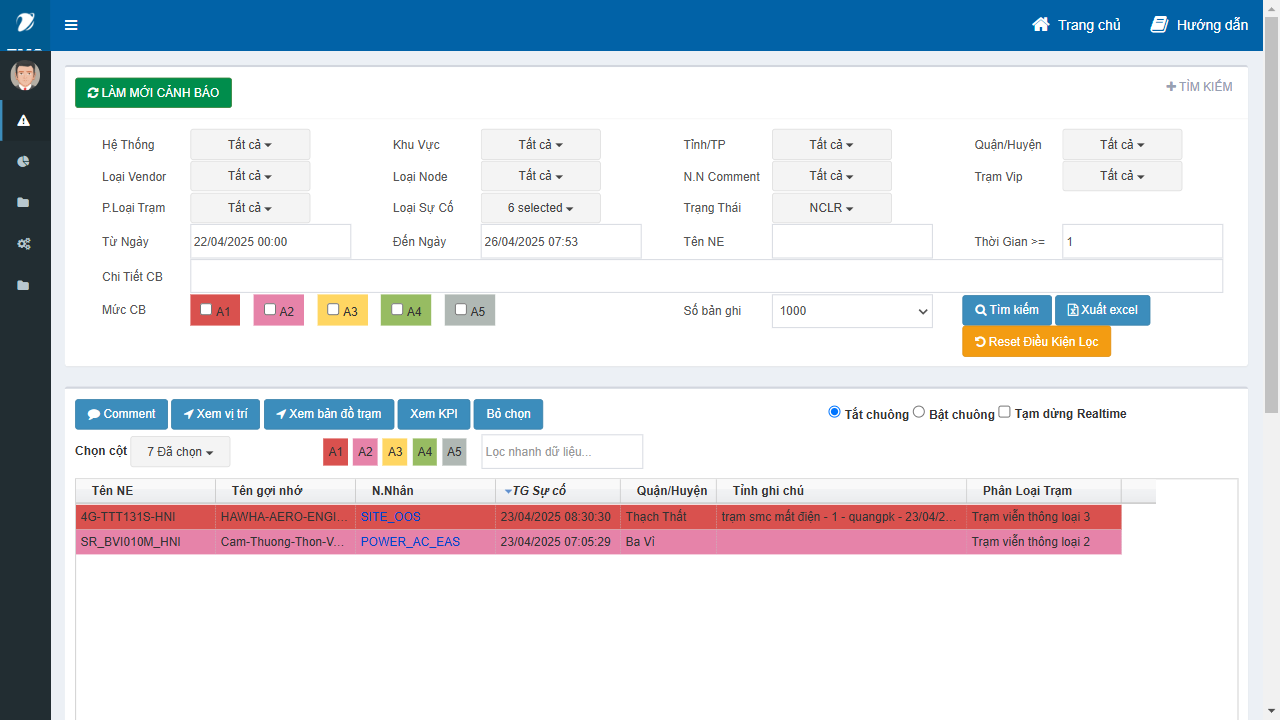 Trang chủ Hướng dẫn
LÀM MỚI CẢNH BÁO
TÌM KIẾM
Hệ Thống Tất cả Khu Vực Tất cả Tỉnh/TP Tất cả Quận/Huyện Tất cả
Loại Vendor Tất cả Loại Node Tất cả N.N Comment Tất cả Trạm Vip Tất cả
P.Loại Trạm Tất cả Loại Sự Cố 6 selected Trạng Thái NCLR
Từ Ngày 22/04/2025 00:00 Đến Ngày 26/04/2025 07:53 Tên NE Thời Gian >= 1
Chi Tiết CB
Mức CB A1 A2 A3 A4 A5 Số bản ghi 1000 Tìm kiếm Xuất excel
Reset Điều Kiện Lọc
Comment Xem vị trí Xem bản đồ trạm Xem KPI Bỏ chọn Tắt chuông Bật chuông Tạm dừng Realtime
Chọn cột 7 Đã chọn A1 A2 A3 A4 A5 Lọc nhanh dữ liệu...
Tên NE Tên gợi nhớ N.Nhân TG Sự cố Quận/Huyện Tỉnh ghi chú Phân Loại Trạm
4G-TTT131S-HNI HAWHA-AERO-ENGI... SITE_OOS 23/04/2025 08:30:30 Thạch Thất trạm smc mất điện - 1 - quangpk - 23/04/2... Trạm viễn thông loại 3
SR_BVI010M_HNI Cam-Thuong-Thon-V... POWER_AC_EAS 23/04/2025 07:05:29 Ba Vì Trạm viễn thông loại 2